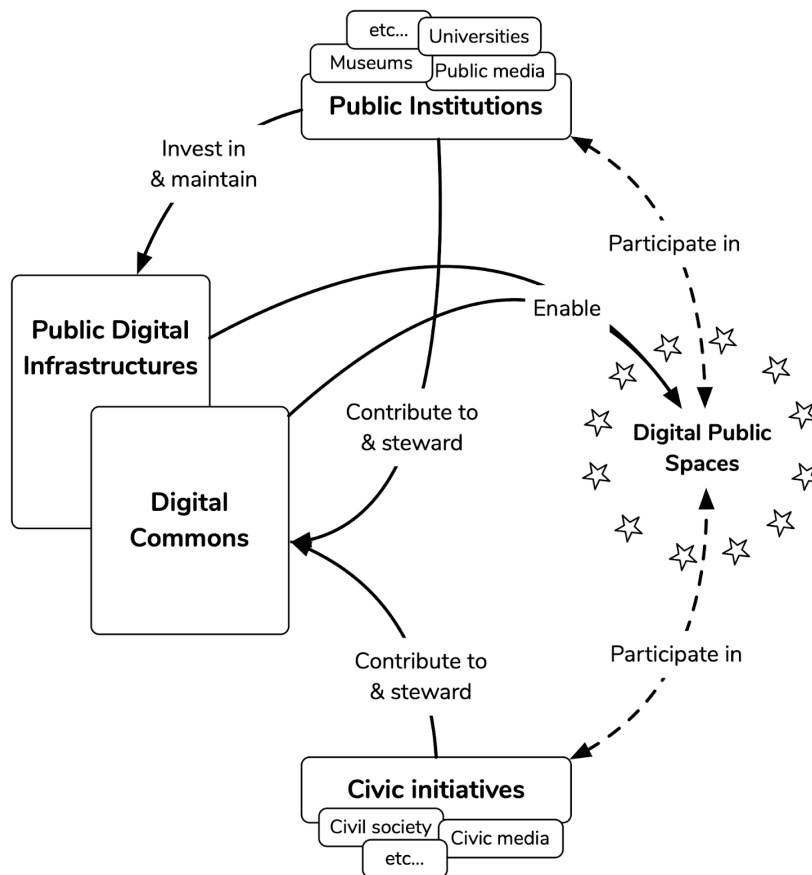 etc...
Universities
Museums
Public media
Public Institutions
Invest in
& maintain
Participate in
Enable
Public Digital
Infrastructures
Contribute to
& steward
Digital Public
Spaces
Digital
Commons
Contribute to
& steward
Participate in
Civic initiatives
Civil society
Civic media
etc...